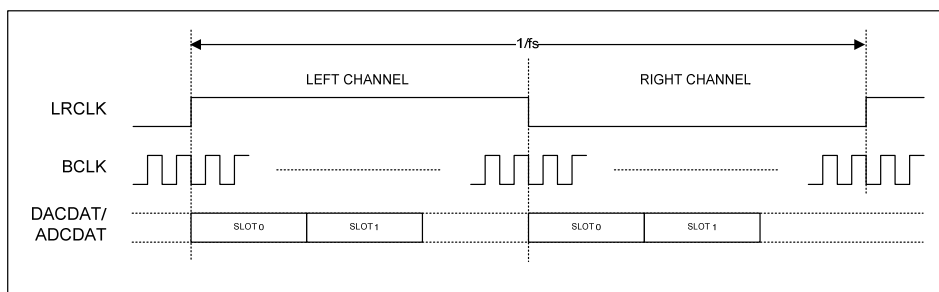 1/fs
LEFT CHANNEL RIGHT CHANNEL
LRCLK
BCLK
DACDAT/
ADCDAT
SLOT 0 SLOT 1 SLOT 0 SLOT 1